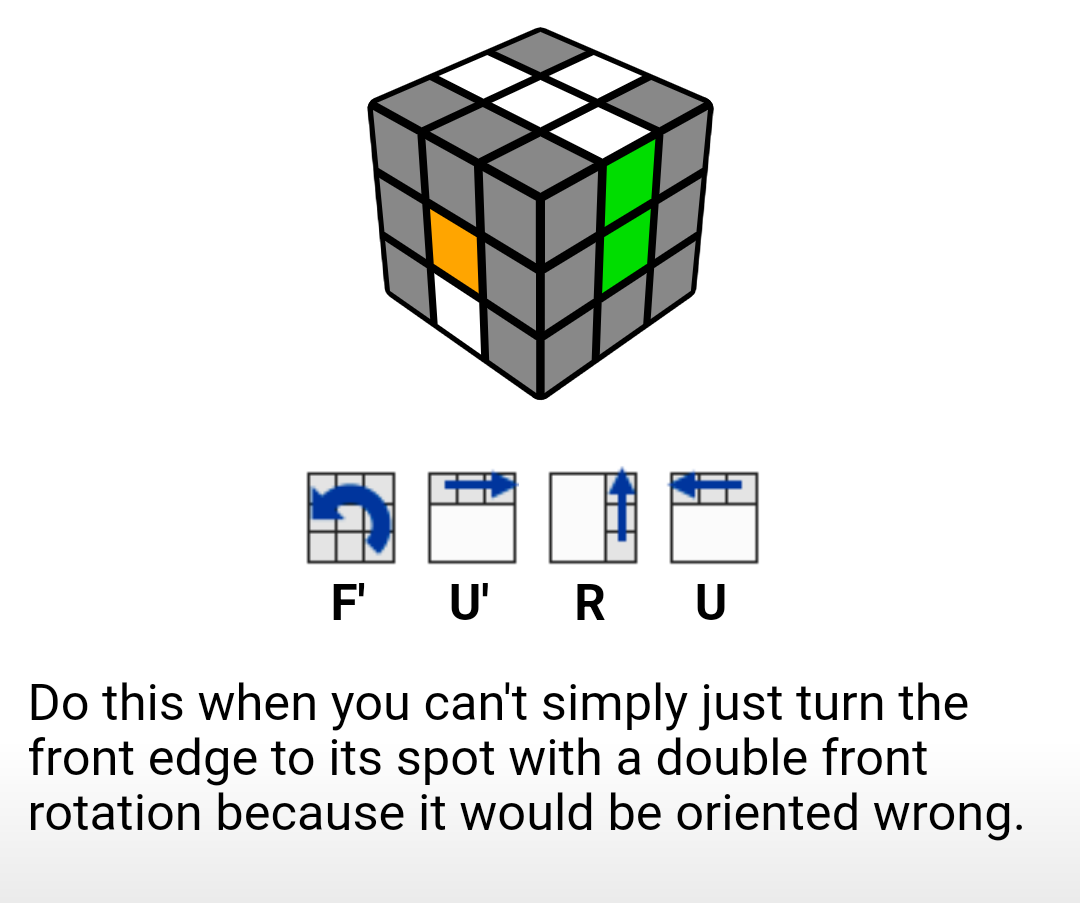 F' U' R U
Do this when you can't simply just turn the
front edge to its spot with a double front
rotation because it would be oriented wrong.